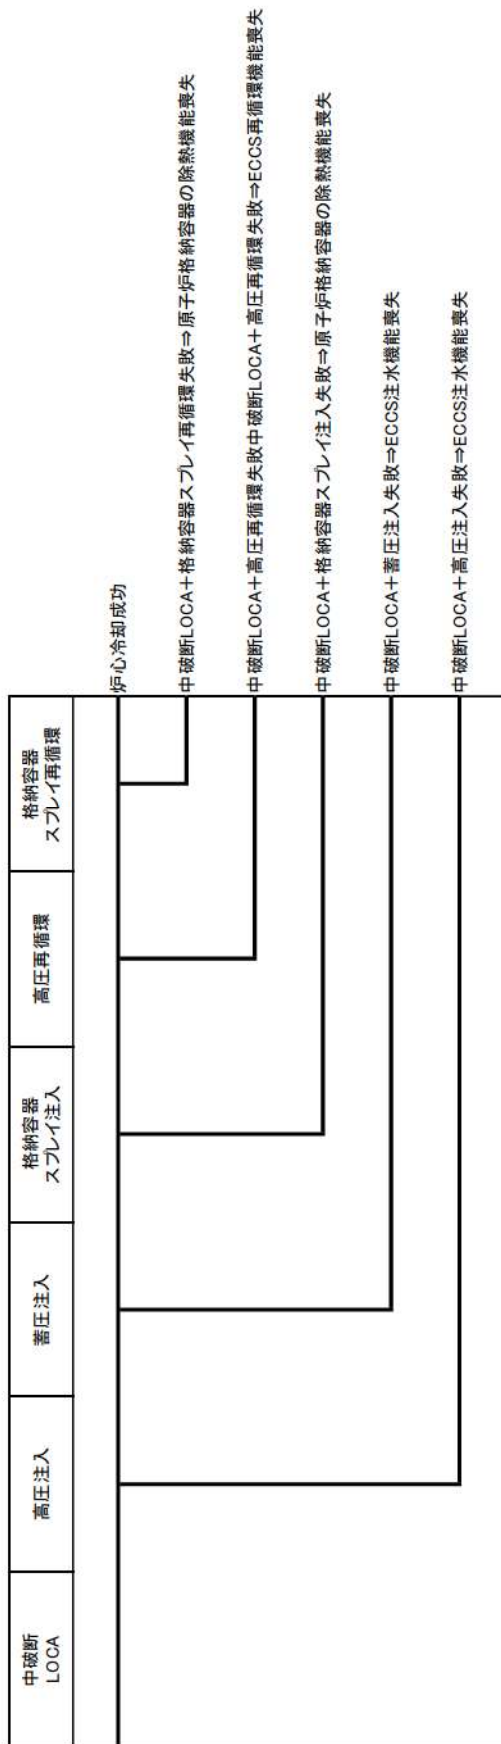 中破断
LOCA
高圧注入
蓄圧注入
格納容器
スプレイ注入
高圧再循環
格納容器
スプレイ再循環
炉心冷却成功
中破断LOCA＋格納容器スプレイ再循環失敗⇒原子炉格納容器の除熱機能喪失
中破断LOCA＋高圧再循環失敗中破断LOCA＋高圧再循環失敗⇒ECCS再循環機能喪失
中破断LOCA＋格納容器スプレイ注入失敗⇒原子炉格納容器の除熱機能喪失
中破断LOCA＋蓄圧注入失敗⇒ECCS注水機能喪失
中破断LOCA＋高圧注入失敗⇒ECCS注水機能喪失